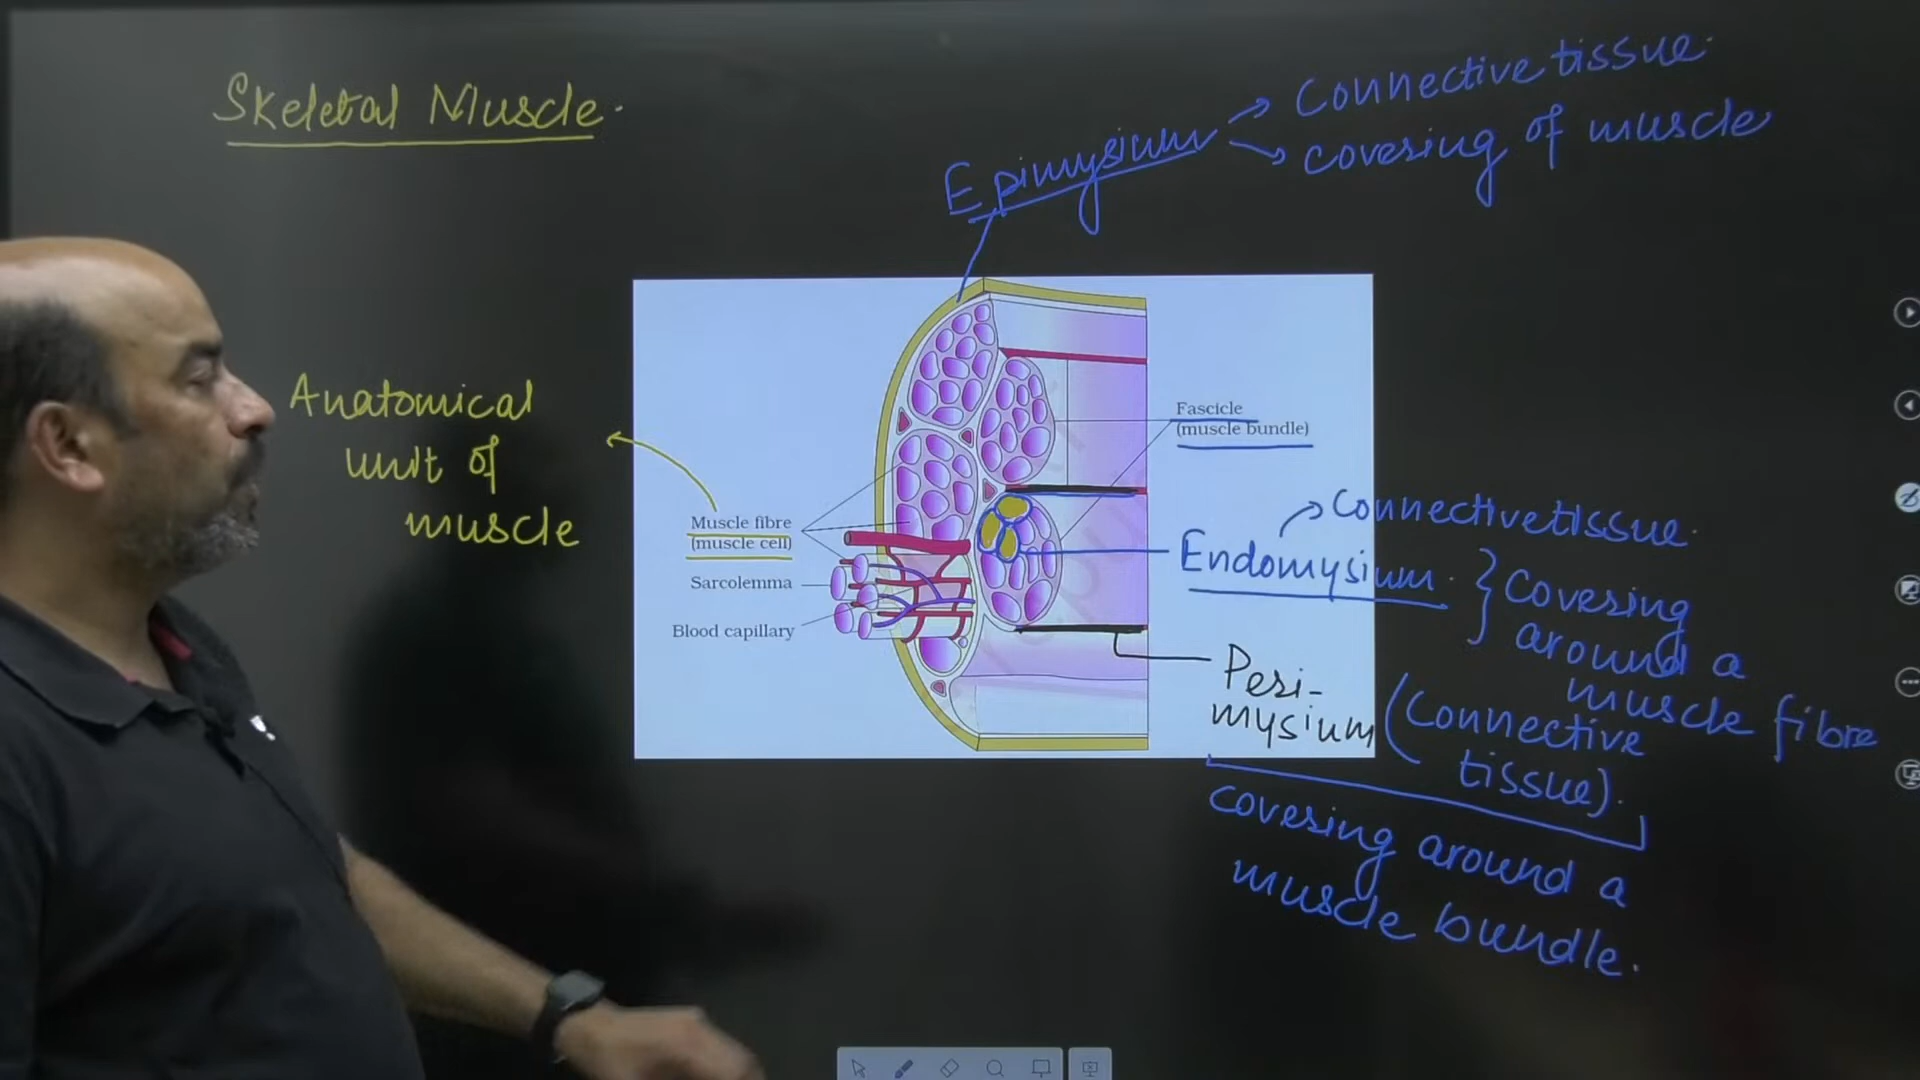 Skeletal Muscle.
Epimysium
Connective tissue.
covering of muscle
Anatomical
unit of
muscle
Fascicle
(muscle bundle)
Muscle fibre
(muscle cell)
Sarcolemma
Blood capillary
Endomysium.
Connective tissue.
Covering
around a
muscle fibre
Peri-
mysium
(Connective
tissue).
covering around a
muscle bundle.